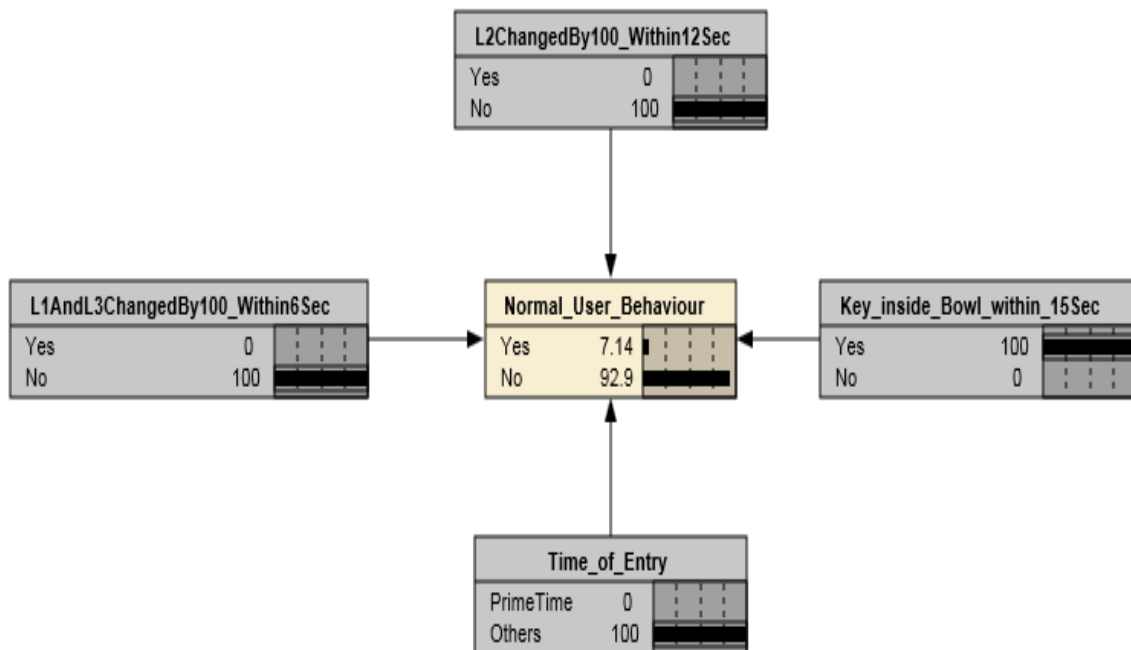 L2ChangedBy100_Within12Sec
Yes 0
No 100
L1AndL3ChangedBy100_Within6Sec
Yes 0
No 100
Normal_User_Behaviour
Yes 7.14
No 92.9
Key_inside_Bowl_within_15Sec
Yes 100
No 0
Time_of_Entry
PrimeTime 0
Others 100